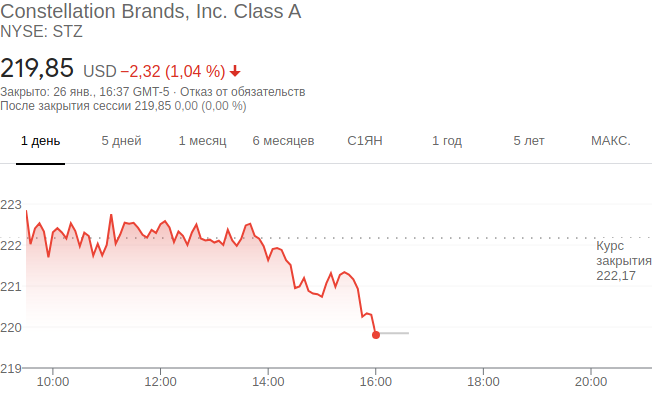 Constellation Brands, Inc. Class A
NYSE: STZ
219,85 USD −2,32 (1,04 %)
Закрыто: 26 янв., 16:37 GMT-5 · Отказ от обязательств
После закрытия сессии 219,85 0,00 (0,00 %)
1 день 5 дней 1 месяц 6 месяцев С1ЯН 1 год 5 лет МАКС.
223
222
221
220
219
Курс
закрытия
222,17
10:00 12:00 14:00 16:00 18:00 20:00